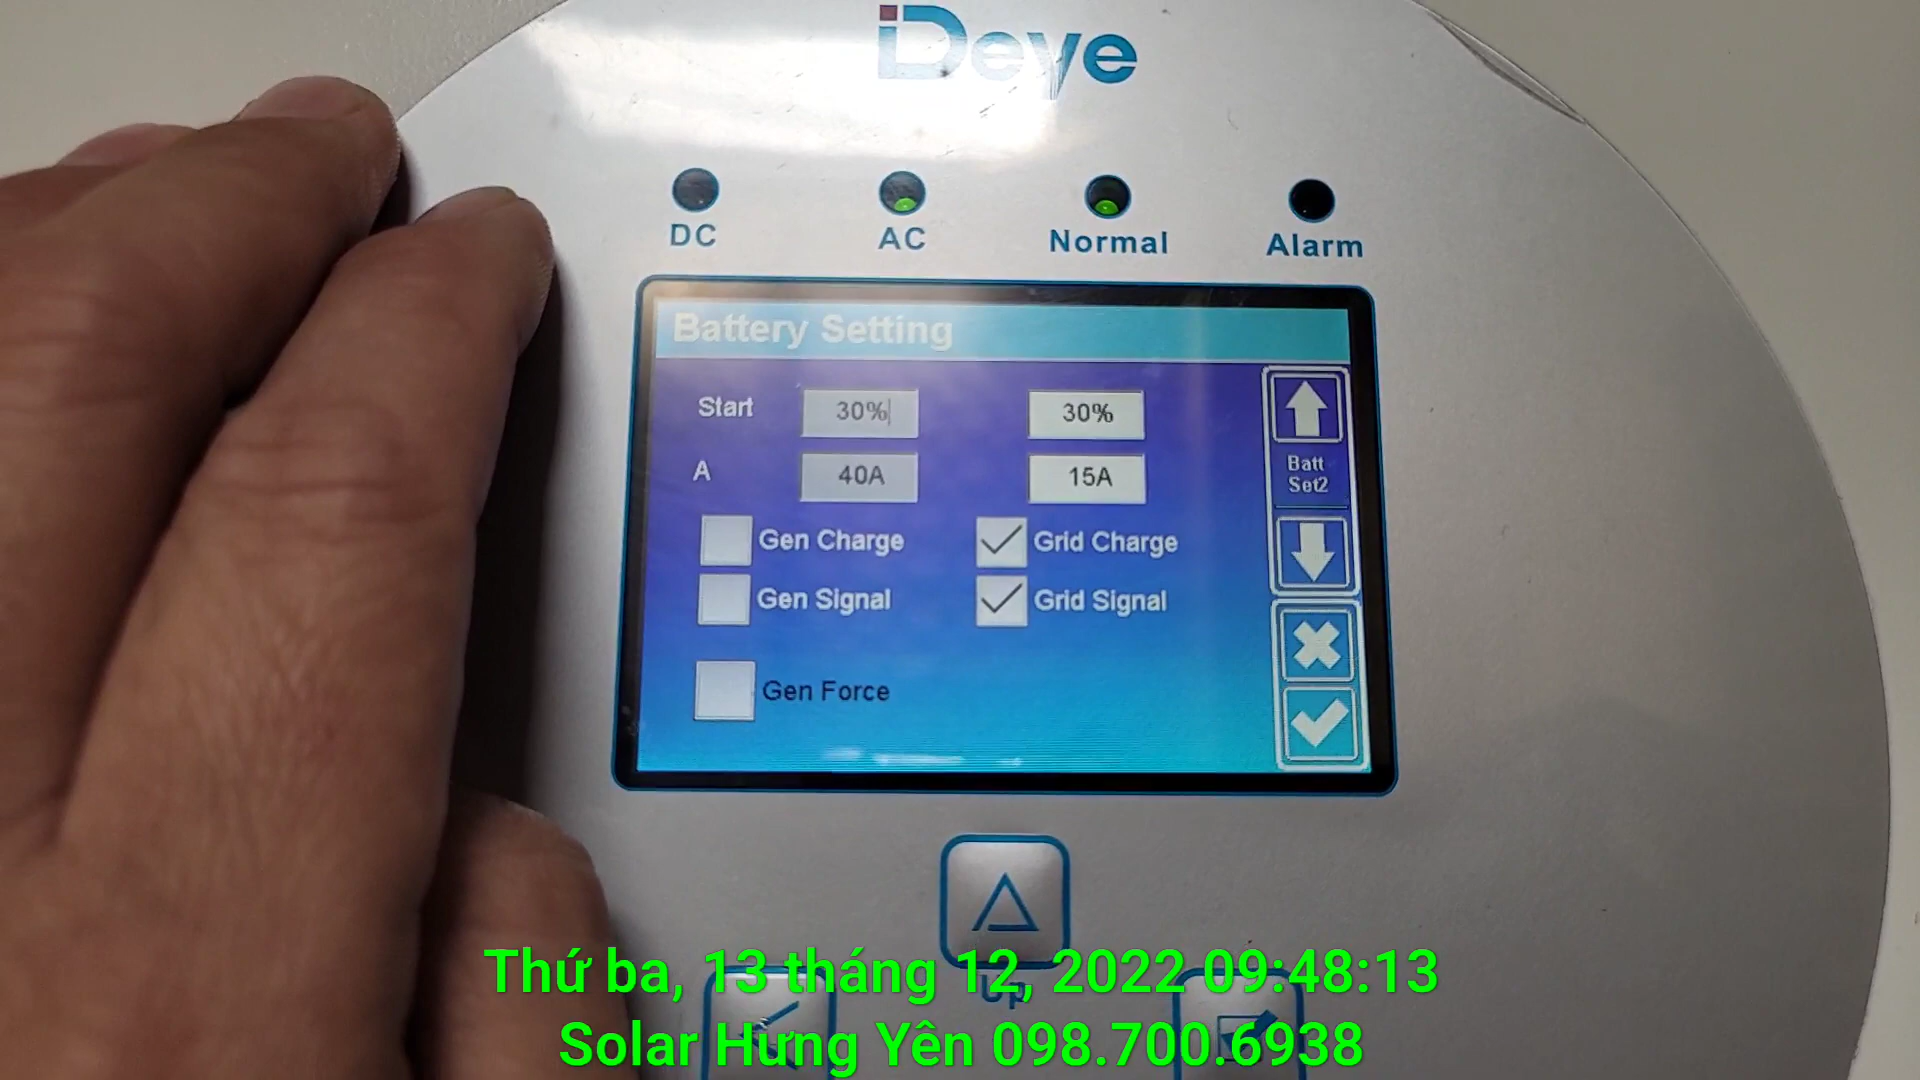 Deye
DC AC Normal Alarm
Battery Setting
Start 30% 30%
A 40A 15A
Batt
Set2
Gen Charge Grid Charge
Gen Signal Grid Signal
Gen Force
Up
Thứ ba, 13 tháng 12, 2022 09:48:13
Solar Hưng Yên 098.700.6938